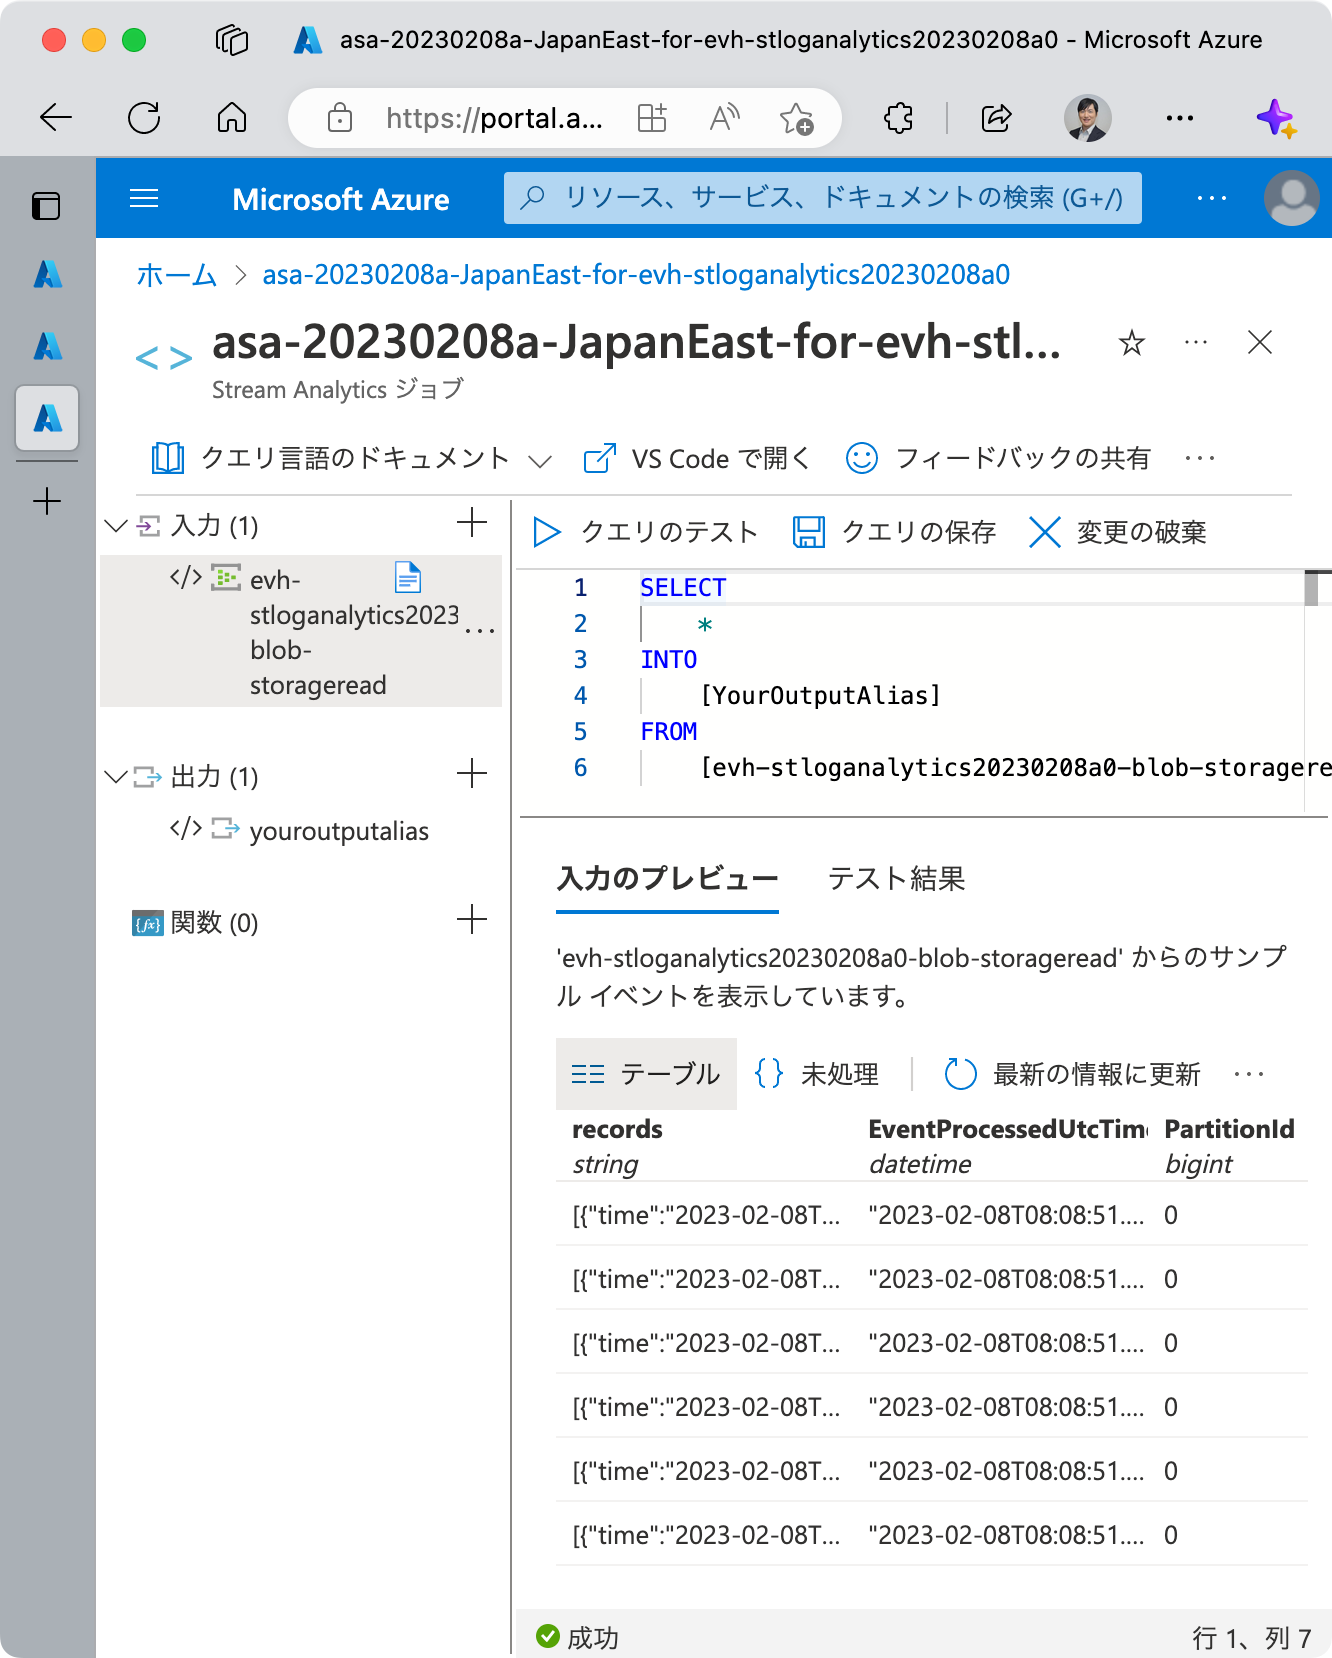 asa-20230208a-JapanEast-for-evh-stloganalytics20230208a0 - Microsoft Azure
https://portal.a...
Microsoft Azure
リソース、サービス、ドキュメントの検索 (G+/)
ホーム > asa-20230208a-JapanEast-for-evh-stloganalytics20230208a0
asa-20230208a-JapanEast-for-evh-stl...
Stream Analytics ジョブ
クエリ言語のドキュメント
VS Code で開く
フィードバックの共有
入力 (1)
evh-
stloganalytics2023
blob-
storageread
出力 (1)
youroutputalias
関数 (0)
クエリのテスト
クエリの保存
変更の破棄
1 SELECT
2 *
3 INTO
4 [YourOutputAlias]
5 FROM
6 [evh-stloganalytics20230208a0-blob-storagere
入力のプレビュー
テスト結果
'evh-stloganalytics20230208a0-blob-storageread' からのサンプ
ル イベントを表示しています。
テーブル
{} 未処理
最新の情報に更新
records EventProcessedUtcTim PartitionId
string datetime bigint
[{"time":"2023-02-08T... "2023-02-08T08:08:51.... 0
[{"time":"2023-02-08T... "2023-02-08T08:08:51.... 0
[{"time":"2023-02-08T... "2023-02-08T08:08:51.... 0
[{"time":"2023-02-08T... "2023-02-08T08:08:51.... 0
[{"time":"2023-02-08T... "2023-02-08T08:08:51.... 0
[{"time":"2023-02-08T... "2023-02-08T08:08:51.... 0
成功
行 1、列 7